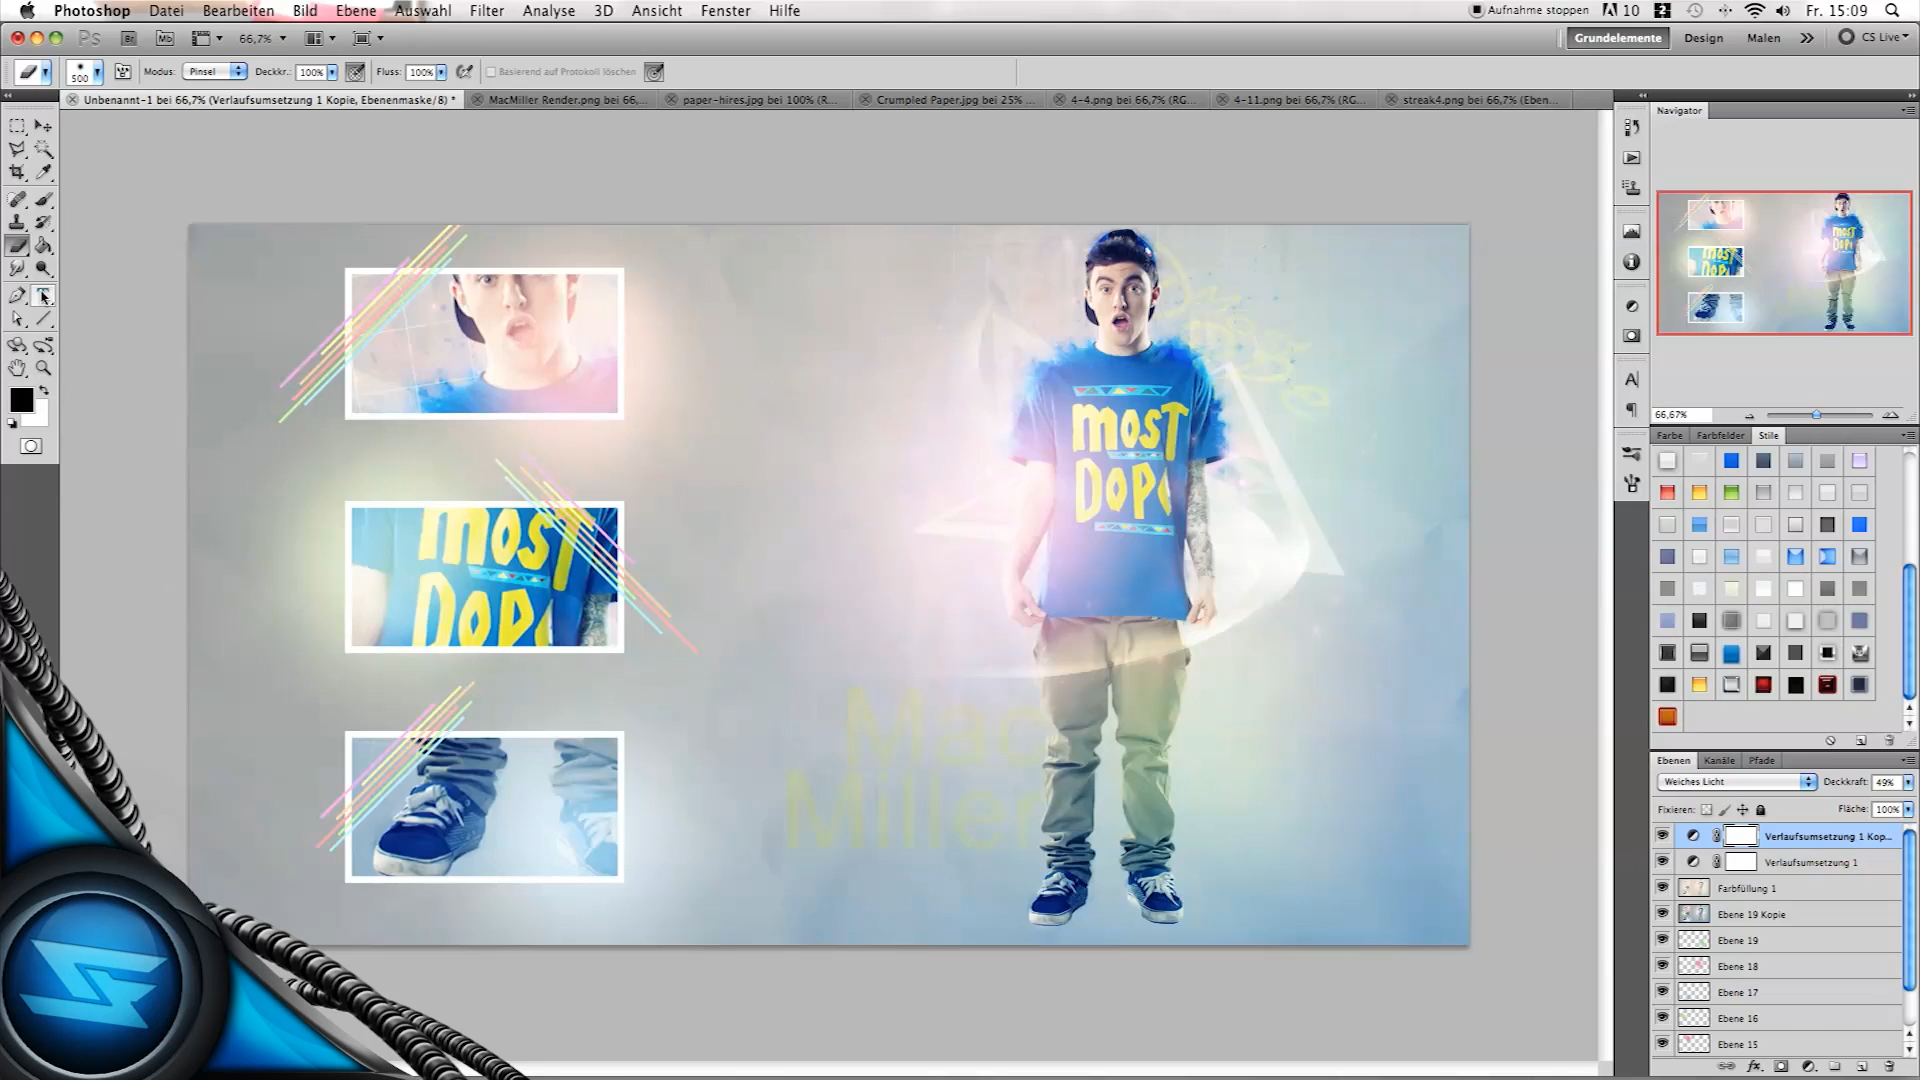 Photoshop Datei Bearbeiten Bild Ebene Auswahl Filter Analyse 3D Ansicht Fenster Hilfe Aufnahme stoppen 10 2 Fr. 15:09
Ps Br Mb 66,7% Grundelemente Design Malen CS Live
500 Modus: Pinsel Deckkr.: 100% Fluss: 100% Basierend auf Protokoll löschen
Unbenannt-1 bei 66,7% (Verlaufsumsetzung 1 Kopie, Ebenenmaske/8) * MacMiller Render.png bei 66,... paper-hires.jpg bei 100% (R... Crumpled Paper.jpg bei 25% ... 4-4.png bei 66,7% (RG... 4-11.png bei 66,7% (RG... streak4.png bei 66,7% (Eben...
Navigator
66,67%
Farbe Farbfelder Stile
MOST
DOPE
MOST
DOPE
Mac
Miller
Ebenen Kanäle Pfade
Weiches Licht Deckkraft: 49%
Fixieren: Fläche: 100%
Verlaufsumsetzung 1 Kop...
Verlaufsumsetzung 1
Farbfüllung 1
Ebene 19 Kopie
Ebene 19
Ebene 18
Ebene 17
Ebene 16
Ebene 15